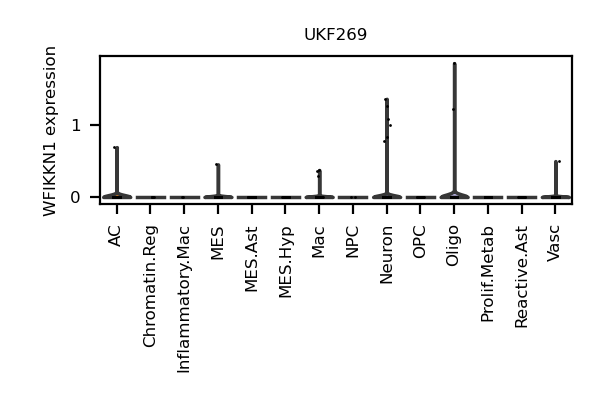 UKF269
WFIKKN1 expression
1
0
AC
Chromatin.Reg
Inflammatory.Mac
MES
MES.Ast
MES.Hyp
Mac
NPC
Neuron
OPC
Oligo
Prolif.Metab
Reactive.Ast
Vasc